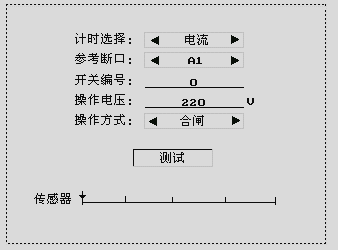 计时选择： 电流
参考断口： A1
开关编号： 0
操作电压： 220 V
操作方式： 合闸
测试
传感器